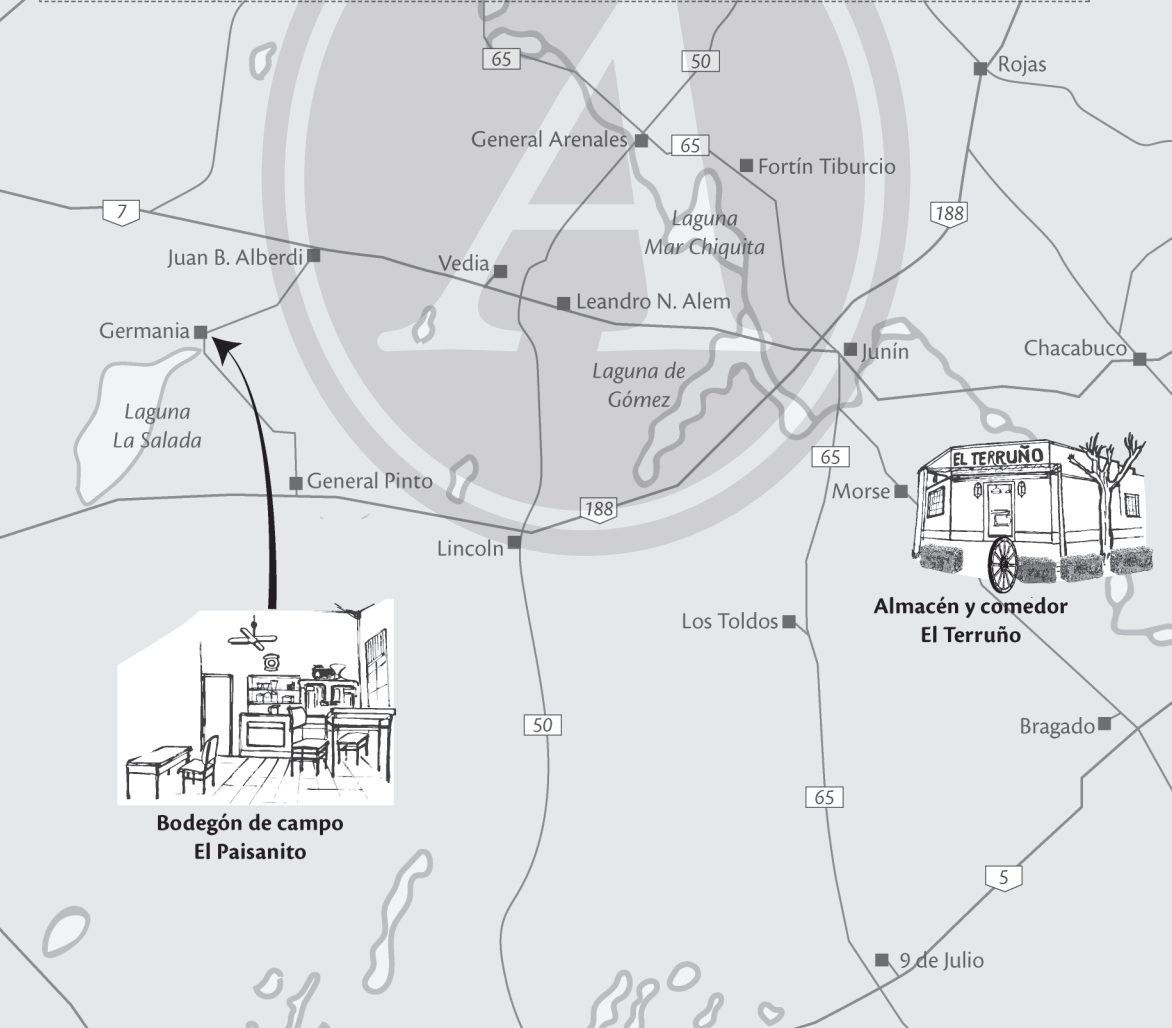 65
50
Rojas
General Arenales
65
Fortín Tiburcio
7
188
Laguna
Mar Chiquita
Juan B. Alberdi
Vedia
Leandro N. Alem
Germania
Junín
Chacabuco
Laguna de
Gómez
Laguna
La Salada
65
EL TERRUÑO
General Pinto
Morse
188
Lincoln
Almacén y comedor
El Terruño
Los Toldos
50
Bragado
65
Bodegón de campo
El Paisanito
5
9 de Julio
A